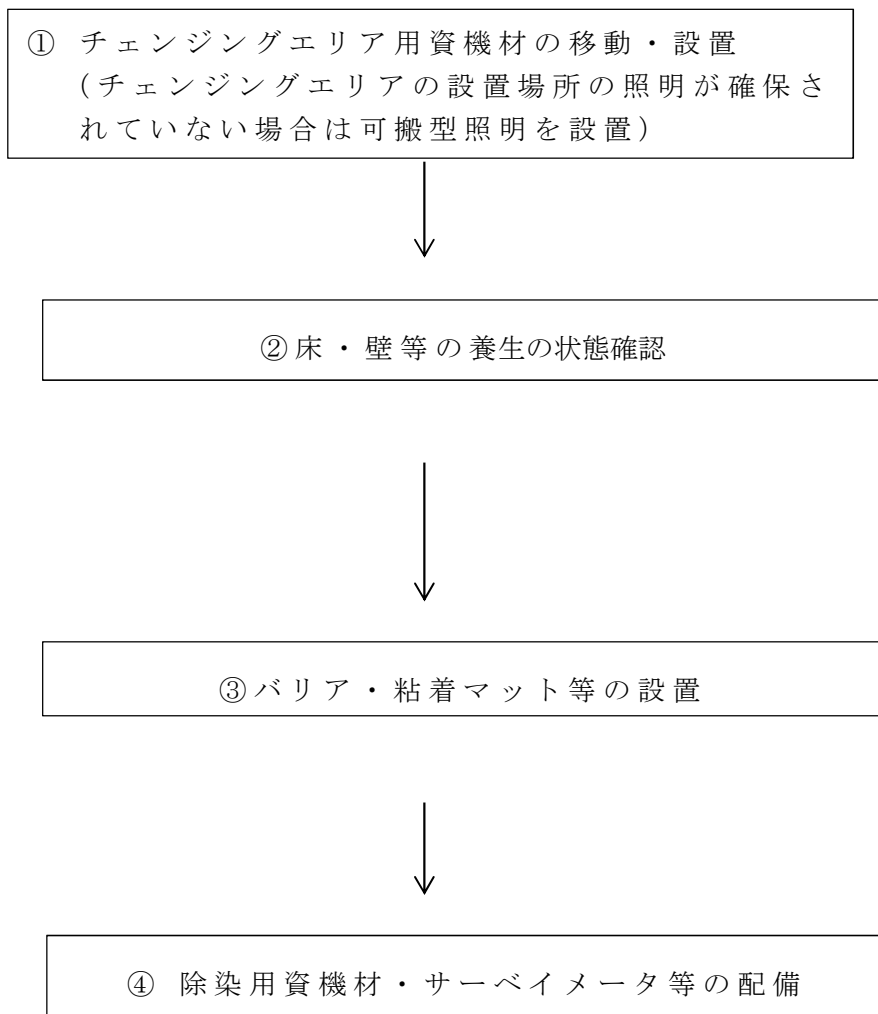 ① チェンジングエリア用資機材の移動・設置
(チェンジングエリアの設置場所の照明が確保さ
れていない場合は可搬型照明を設置)
②床・壁等の養生の状態確認
③バリア・粘着マット等の設置
④ 除染用資機材・サーベイメータ等の配備